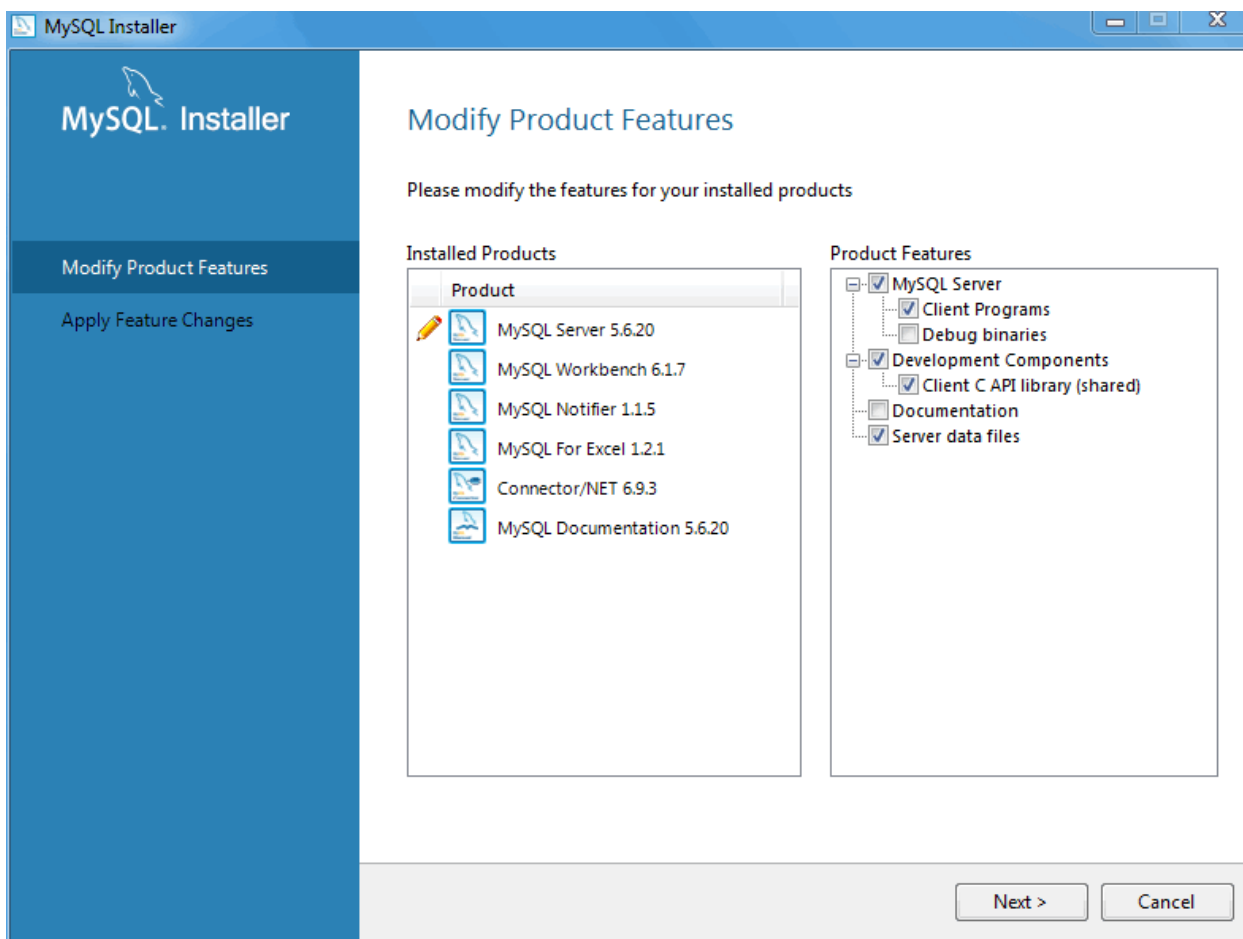 MySQL Installer
MySQL. Installer
Modify Product Features
Apply Feature Changes
Modify Product Features
Please modify the features for your installed products
Installed Products
Product
MySQL Server 5.6.20
MySQL Workbench 6.1.7
MySQL Notifier 1.1.5
MySQL For Excel 1.2.1
Connector/NET 6.9.3
MySQL Documentation 5.6.20
Product Features
MySQL Server
Client Programs
Debug binaries
Development Components
Client C API library (shared)
Documentation
Server data files
Next >
Cancel